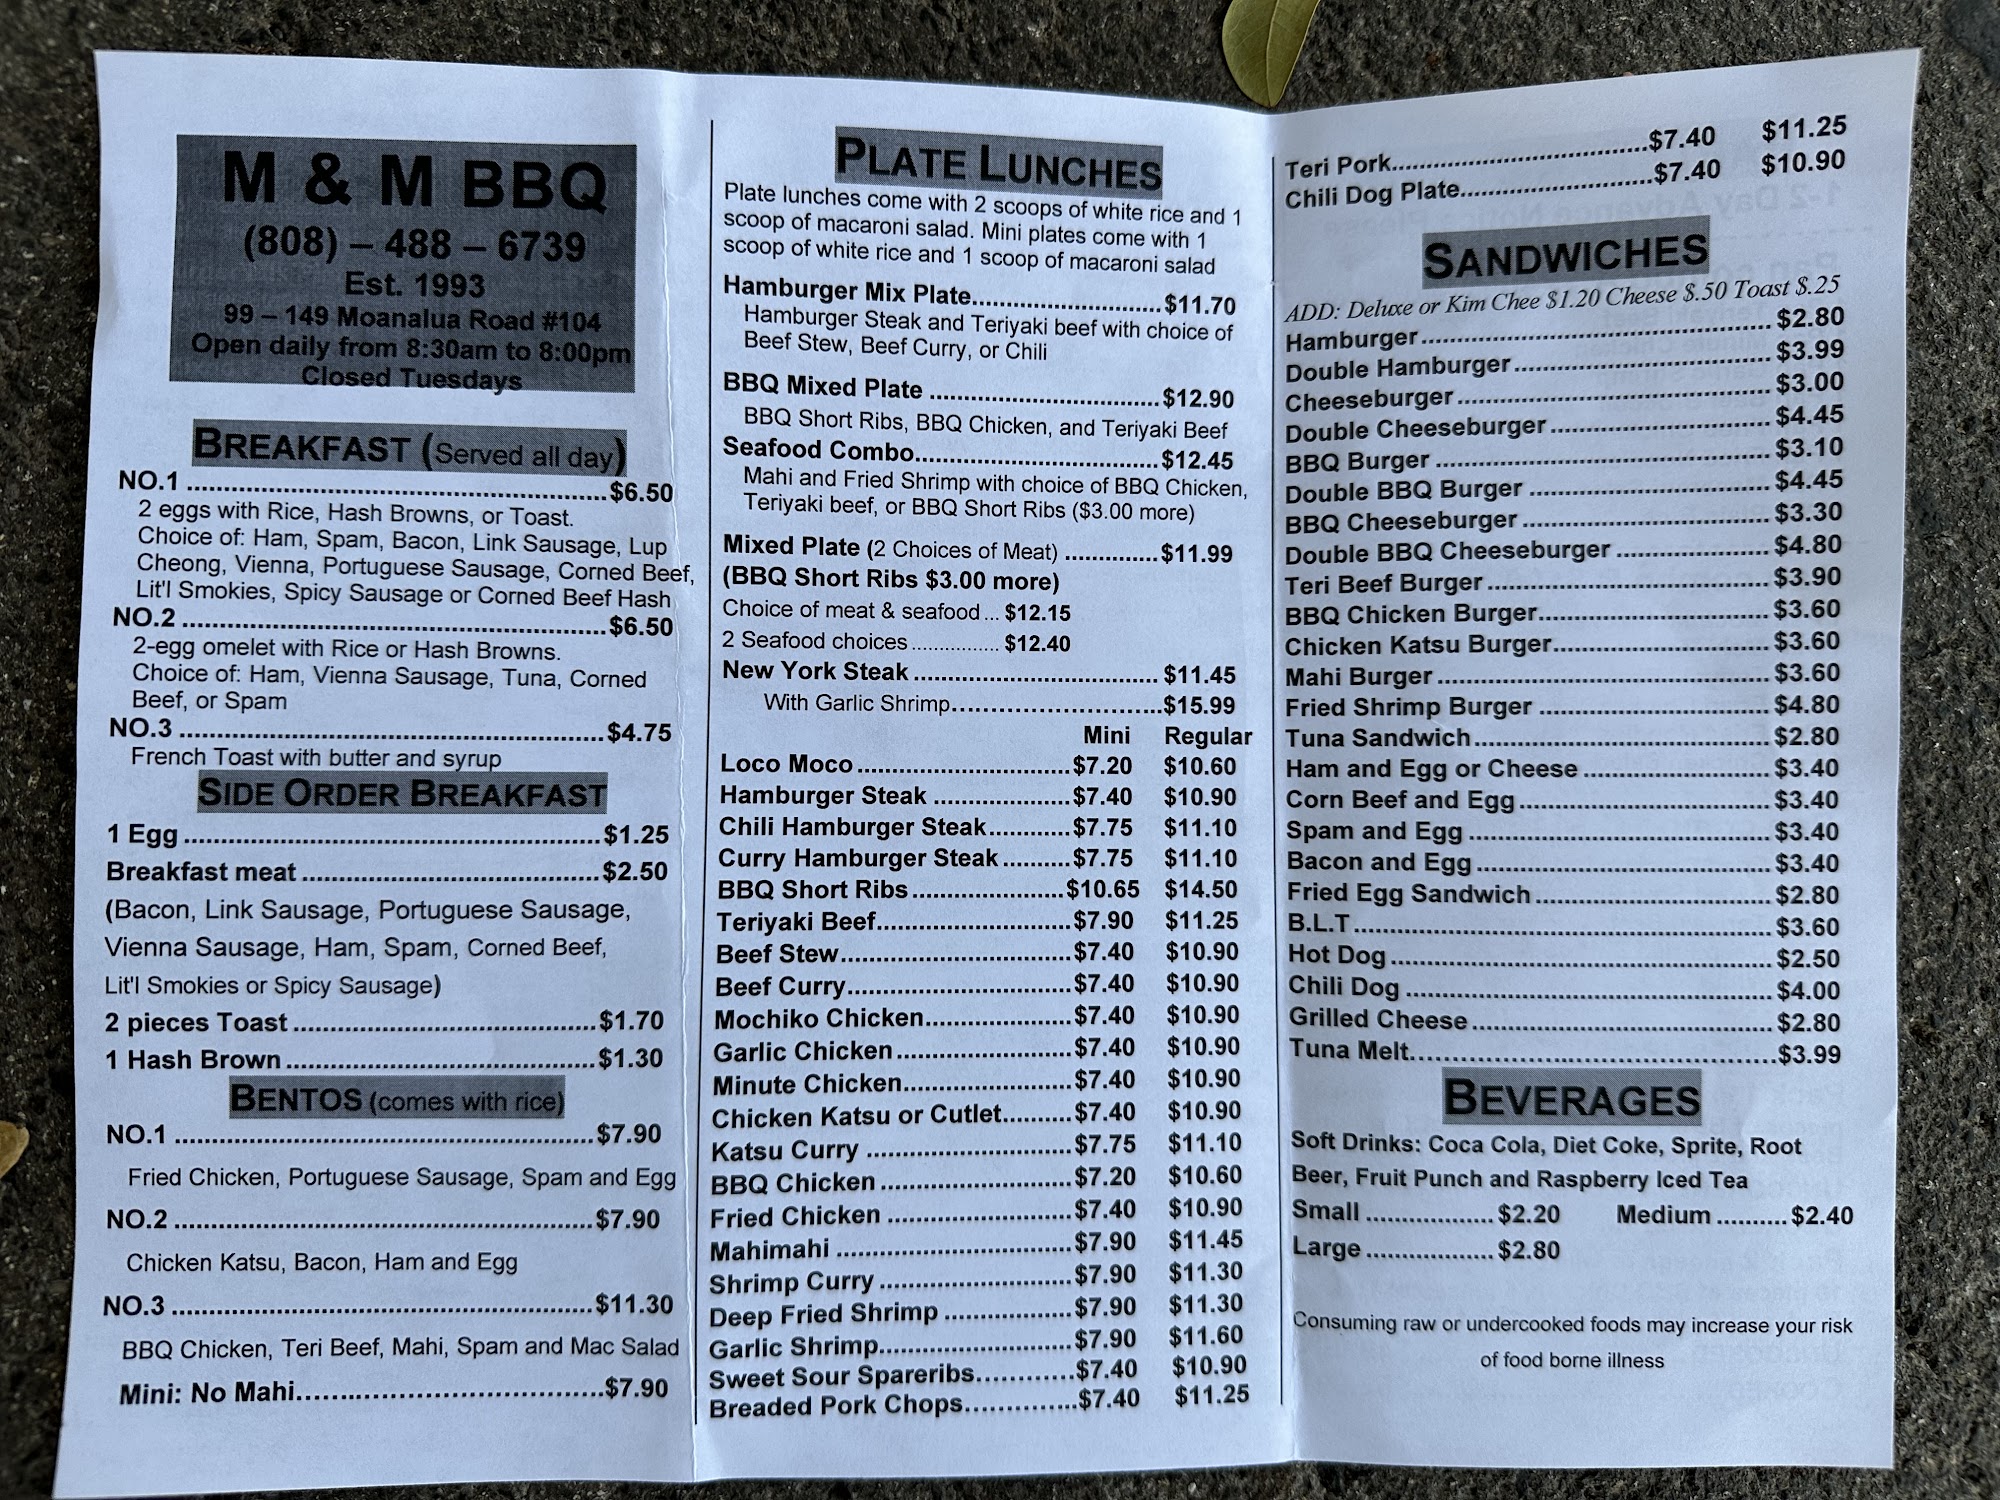 M & M BBQ
(808) – 488 – 6739
Est. 1993
99 – 149 Moanalua Road #104
Open daily from 8:30am to 8:00pm
Closed Tuesdays
BREAKFAST (Served all day)
NO.1 ........ $6.50
2 eggs with Rice, Hash Browns, or Toast.
Choice of: Ham, Spam, Bacon, Link Sausage, Lup
Cheong, Vienna, Portuguese Sausage, Corned Beef,
Lit'l Smokies, Spicy Sausage or Corned Beef Hash
NO.2 ........ $6.50
2-egg omelet with Rice or Hash Browns.
Choice of: Ham, Vienna Sausage, Tuna, Corned
Beef, or Spam
NO.3 ........ $4.75
French Toast with butter and syrup
SIDE ORDER BREAKFAST
1 Egg ........ $1.25
Breakfast meat ........ $2.50
(Bacon, Link Sausage, Portuguese Sausage,
Vienna Sausage, Ham, Spam, Corned Beef,
Lit'l Smokies or Spicy Sausage)
2 pieces Toast ........ $1.70
1 Hash Brown ........ $1.30
BENTOS (comes with rice)
NO.1 ........ $7.90
Fried Chicken, Portuguese Sausage, Spam and Egg
NO.2 ........ $7.90
Chicken Katsu, Bacon, Ham and Egg
NO.3 ........ $11.30
BBQ Chicken, Teri Beef, Mahi, Spam and Mac Salad
Mini: No Mahi ........ $7.90
PLATE LUNCHES
Plate lunches come with 2 scoops of white rice and 1
scoop of macaroni salad. Mini plates come with 1
scoop of white rice and 1 scoop of macaroni salad
Hamburger Mix Plate ........ $11.70
Hamburger Steak and Teriyaki beef with choice of
Beef Stew, Beef Curry, or Chili
BBQ Mixed Plate ........ $12.90
BBQ Short Ribs, BBQ Chicken, and Teriyaki Beef
Seafood Combo ........ $12.45
Mahi and Fried Shrimp with choice of BBQ Chicken,
Teriyaki beef, or BBQ Short Ribs ($3.00 more)
Mixed Plate (2 Choices of Meat) ........ $11.99
(BBQ Short Ribs $3.00 more)
Choice of meat & seafood ... $12.15
2 Seafood choices ........ $12.40
New York Steak ........ $11.45
With Garlic Shrimp ........ $15.99
Mini Regular
Loco Moco ........ $7.20 $10.60
Hamburger Steak ........ $7.40 $10.90
Chili Hamburger Steak ........ $7.75 $11.10
Curry Hamburger Steak ........ $7.75 $11.10
BBQ Short Ribs ........ $10.65 $14.50
Teriyaki Beef ........ $7.90 $11.25
Beef Stew ........ $7.40 $10.90
Beef Curry ........ $7.40 $10.90
Mochiko Chicken ........ $7.40 $10.90
Garlic Chicken ........ $7.40 $10.90
Minute Chicken ........ $7.40 $10.90
Chicken Katsu or Cutlet ........ $7.40 $10.90
Katsu Curry ........ $7.75 $11.10
BBQ Chicken ........ $7.20 $10.60
Fried Chicken ........ $7.40 $10.90
Mahimahi ........ $7.90 $11.45
Shrimp Curry ........ $7.90 $11.30
Deep Fried Shrimp ........ $7.90 $11.30
Garlic Shrimp ........ $7.90 $11.60
Sweet Sour Spareribs ........ $7.40 $10.90
Breaded Pork Chops ........ $7.40 $11.25
Teri Pork ........ $7.40 $11.25
Chili Dog Plate ........ $7.40 $10.90
SANDWICHES
ADD: Deluxe or Kim Chee $1.20 Cheese $.50 Toast $.25
Hamburger ........ $2.80
Double Hamburger ........ $3.99
Cheeseburger ........ $3.00
Double Cheeseburger ........ $4.45
BBQ Burger ........ $3.10
Double BBQ Burger ........ $4.45
BBQ Cheeseburger ........ $3.30
Double BBQ Cheeseburger ........ $4.80
Teri Beef Burger ........ $3.90
BBQ Chicken Burger ........ $3.60
Chicken Katsu Burger ........ $3.60
Mahi Burger ........ $3.60
Fried Shrimp Burger ........ $4.80
Tuna Sandwich ........ $2.80
Ham and Egg or Cheese ........ $3.40
Corn Beef and Egg ........ $3.40
Spam and Egg ........ $3.40
Bacon and Egg ........ $3.40
Fried Egg Sandwich ........ $2.80
B.L.T ........ $3.60
Hot Dog ........ $2.50
Chili Dog ........ $4.00
Grilled Cheese ........ $2.80
Tuna Melt ........ $3.99
BEVERAGES
Soft Drinks: Coca Cola, Diet Coke, Sprite, Root
Beer, Fruit Punch and Raspberry Iced Tea
Small ........ $2.20 Medium ........ $2.40
Large ........ $2.80
Consuming raw or undercooked foods may increase your risk
of food borne illness